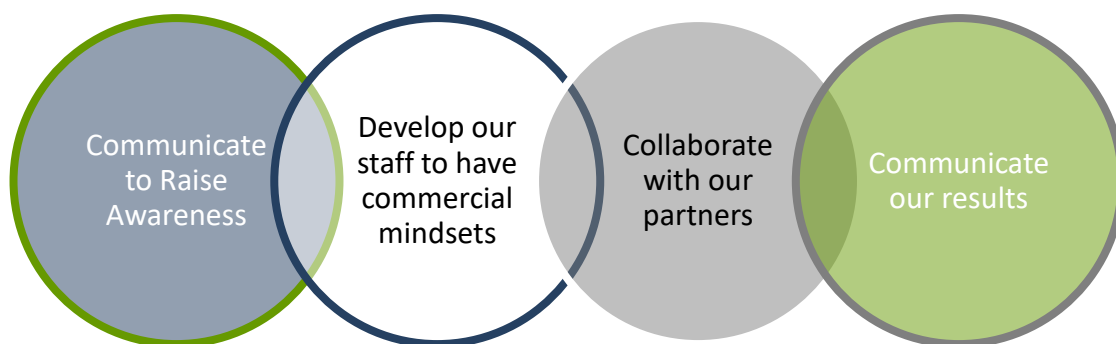 Communicate
to Raise
Awareness
Develop our
staff to have
commercial
mindsets
Collaborate
with our
partners
Communicate
our results